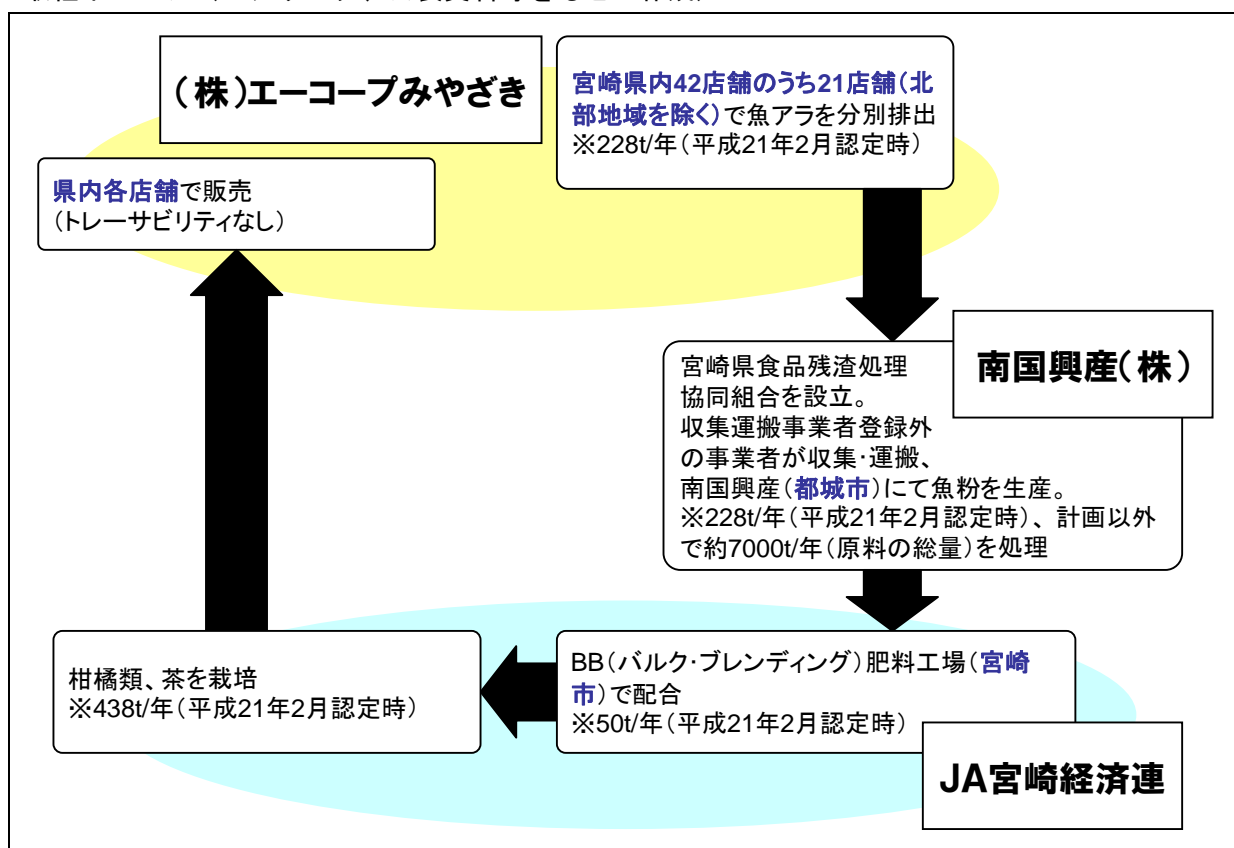 (株)エーコープみやざき
宮崎県内42店舗のうち21店舗(北
部地域を除く)で魚アラを分別排出
※228t/年(平成21年2月認定時)
県内各店舗で販売
(トレーサビリティなし)
南国興産(株)
宮崎県食品残渣処理
協同組合を設立。
収集運搬事業者登録外
の事業者が収集・運搬、
南国興産(都城市)にて魚粉を生産。
※228t/年(平成21年2月認定時)、計画以外
で約7000t/年(原料の総量)を処理
BB(バルク・ブレンディング)肥料工場(宮崎
市)で配合
※50t/年(平成21年2月認定時)
JA宮崎経済連
柑橘類、茶を栽培
※438t/年(平成21年2月認定時)